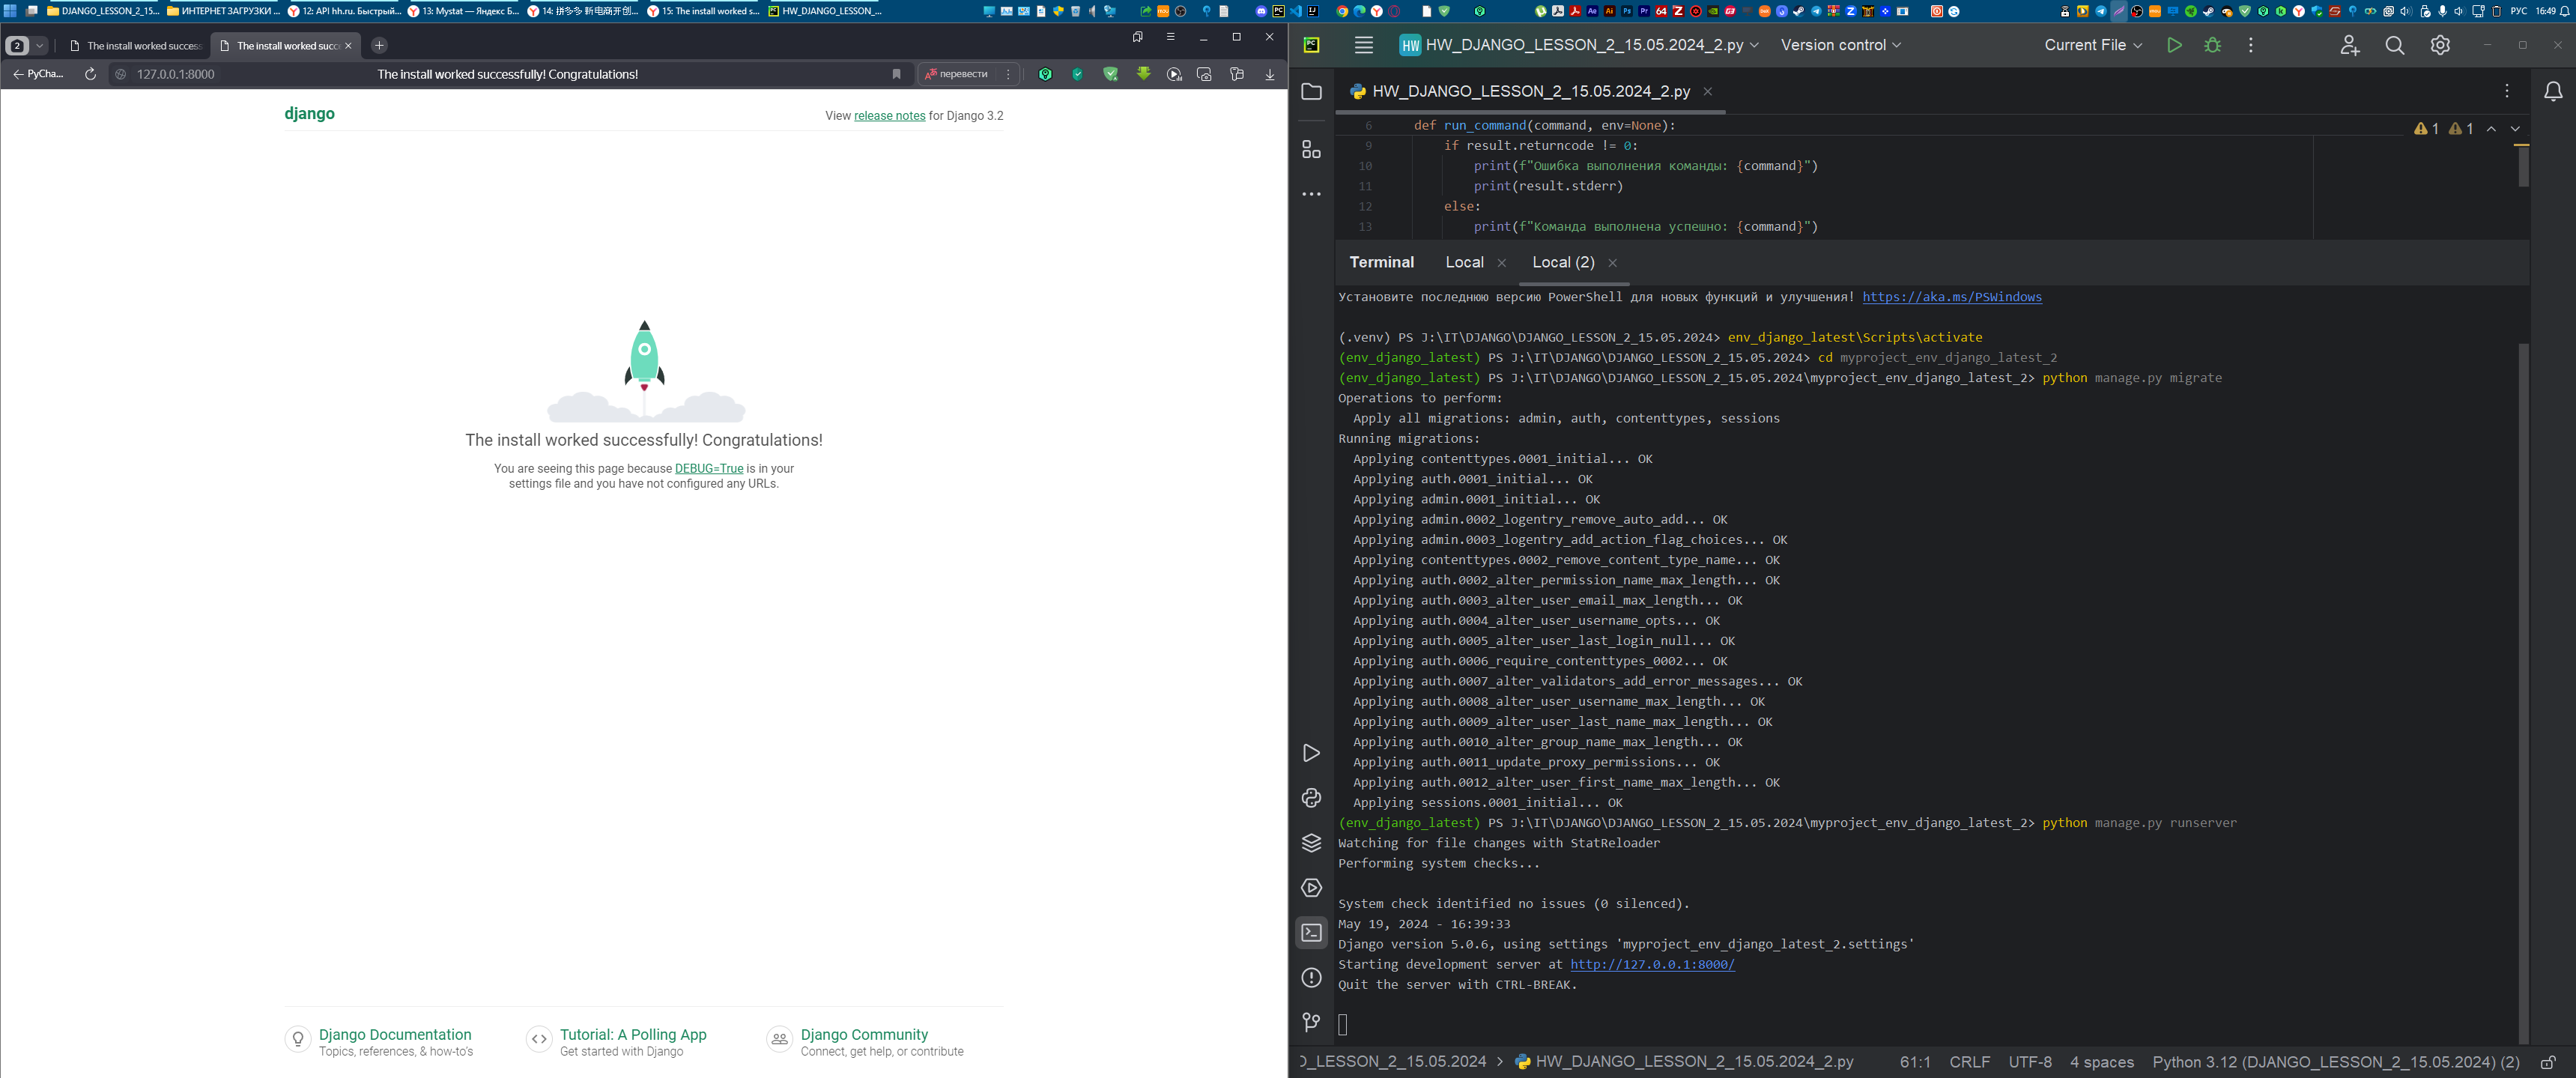 DJANGO_LESSON_2_15... ИНТЕРНЕТ ЗАГРУЗКИ ... 12: API hh.ru. Быстрый... 13: Mystat — Яндекс Б... 14: 拼多多 新电商开创... 15: The install worked s... HW_DJANGO_LESSON_... РУС 16:49
2 The install worked success The install worked succ
PyCha... 127.0.0.1:8000 The install worked successfully! Congratulations! перевести
django
View release notes for Django 3.2
The install worked successfully! Congratulations!
You are seeing this page because DEBUG=True is in your
settings file and you have not configured any URLs.
Django Documentation
Topics, references, & how-to's
Tutorial: A Polling App
Get started with Django
Django Community
Connect, get help, or contribute
HW HW_DJANGO_LESSON_2_15.05.2024_2.py Version control Current File
HW_DJANGO_LESSON_2_15.05.2024_2.py
6 def run_command(command, env=None): 1 1
9 if result.returncode != 0:
10 print(f"Ошибка выполнения команды: {command}")
11 print(result.stderr)
12 else:
13 print(f"Команда выполнена успешно: {command}")
Terminal Local Local (2)
Установите последнюю версию PowerShell для новых функций и улучшения! https://aka.ms/PSWindows
(.venv) PS J:\IT\DJANGO\DJANGO_LESSON_2_15.05.2024> env_django_latest\Scripts\activate
(env_django_latest) PS J:\IT\DJANGO\DJANGO_LESSON_2_15.05.2024> cd myproject_env_django_latest_2
(env_django_latest) PS J:\IT\DJANGO\DJANGO_LESSON_2_15.05.2024\myproject_env_django_latest_2> python manage.py migrate
Operations to perform:
Apply all migrations: admin, auth, contenttypes, sessions
Running migrations:
Applying contenttypes.0001_initial... OK
Applying auth.0001_initial... OK
Applying admin.0001_initial... OK
Applying admin.0002_logentry_remove_auto_add... OK
Applying admin.0003_logentry_add_action_flag_choices... OK
Applying contenttypes.0002_remove_content_type_name... OK
Applying auth.0002_alter_permission_name_max_length... OK
Applying auth.0003_alter_user_email_max_length... OK
Applying auth.0004_alter_user_username_opts... OK
Applying auth.0005_alter_user_last_login_null... OK
Applying auth.0006_require_contenttypes_0002... OK
Applying auth.0007_alter_validators_add_error_messages... OK
Applying auth.0008_alter_user_username_max_length... OK
Applying auth.0009_alter_user_last_name_max_length... OK
Applying auth.0010_alter_group_name_max_length... OK
Applying auth.0011_update_proxy_permissions... OK
Applying auth.0012_alter_user_first_name_max_length... OK
Applying sessions.0001_initial... OK
(env_django_latest) PS J:\IT\DJANGO\DJANGO_LESSON_2_15.05.2024\myproject_env_django_latest_2> python manage.py runserver
Watching for file changes with StatReloader
Performing system checks...
System check identified no issues (0 silenced).
May 19, 2024 - 16:39:33
Django version 5.0.6, using settings 'myproject_env_django_latest_2.settings'
Starting development server at http://127.0.0.1:8000/
Quit the server with CTRL-BREAK.
O_LESSON_2_15.05.2024 > HW_DJANGO_LESSON_2_15.05.2024_2.py 61:1 CRLF UTF-8 4 spaces Python 3.12 (DJANGO_LESSON_2_15.05.2024) (2)